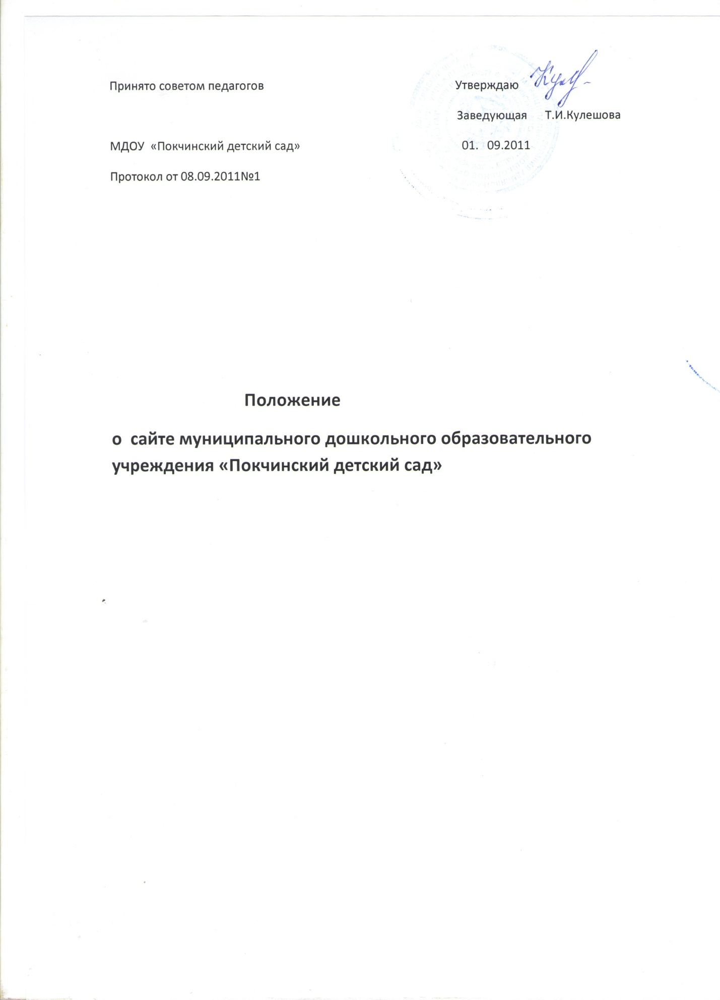 Принято советом педагогов
Утверждаю
Заведующая Т.И.Кулешова
МДОУ «Покчинский детский сад»
01. 09.2011
Протокол от 08.09.2011№1
Положение
о сайте муниципального дошкольного образовательного
учреждения «Покчинский детский сад»